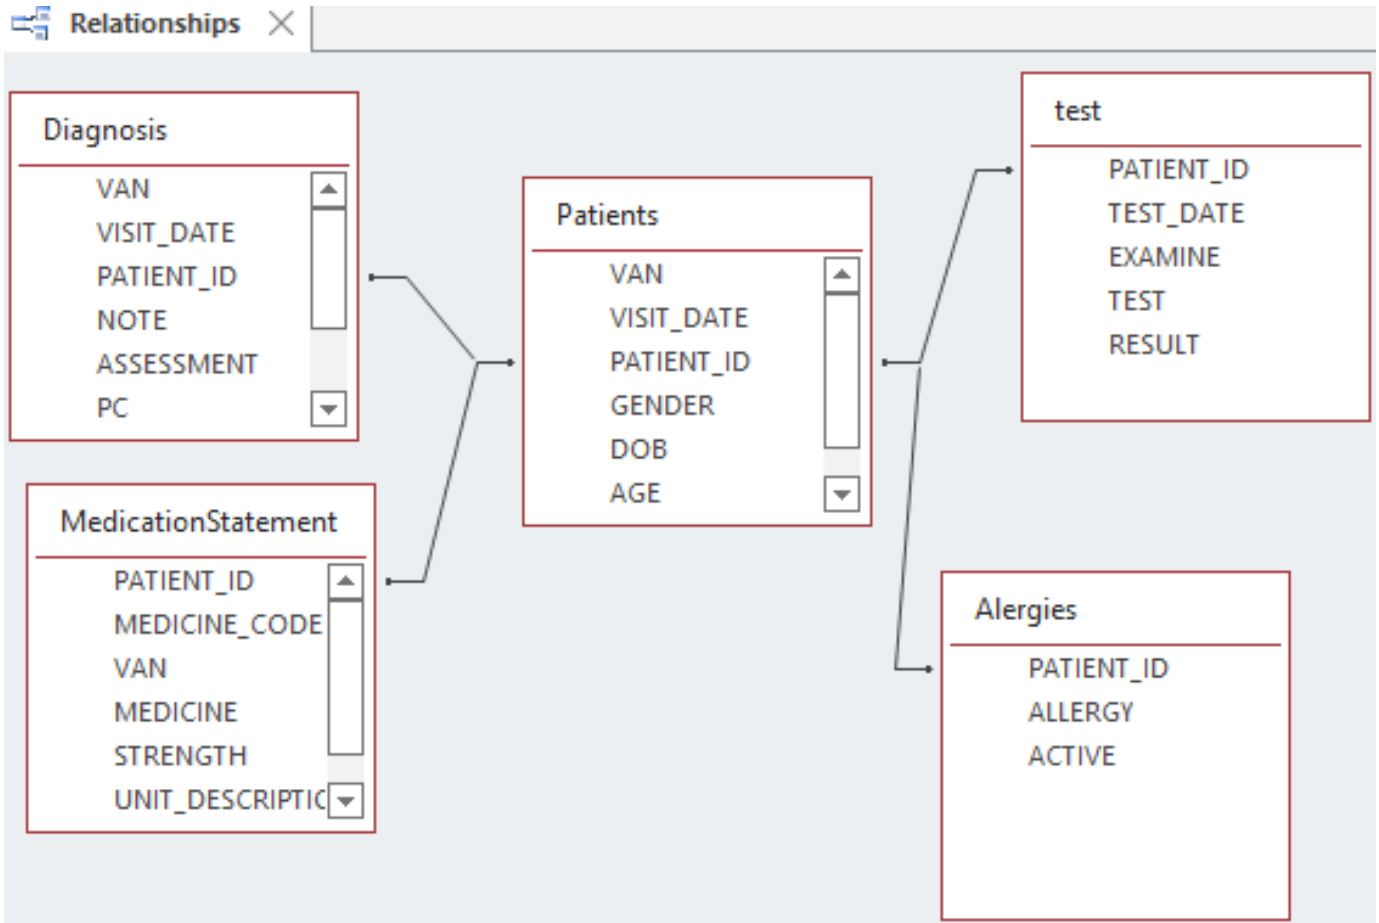 Relationships
Diagnosis
VAN
VISIT_DATE
PATIENT_ID
NOTE
ASSESSMENT
PC
MedicationStatement
PATIENT_ID
MEDICINE_CODE
VAN
MEDICINE
STRENGTH
UNIT_DESCRIPTIC
Patients
VAN
VISIT_DATE
PATIENT_ID
GENDER
DOB
AGE
test
PATIENT_ID
TEST_DATE
EXAMINE
TEST
RESULT
Alergies
PATIENT_ID
ALLERGY
ACTIVE